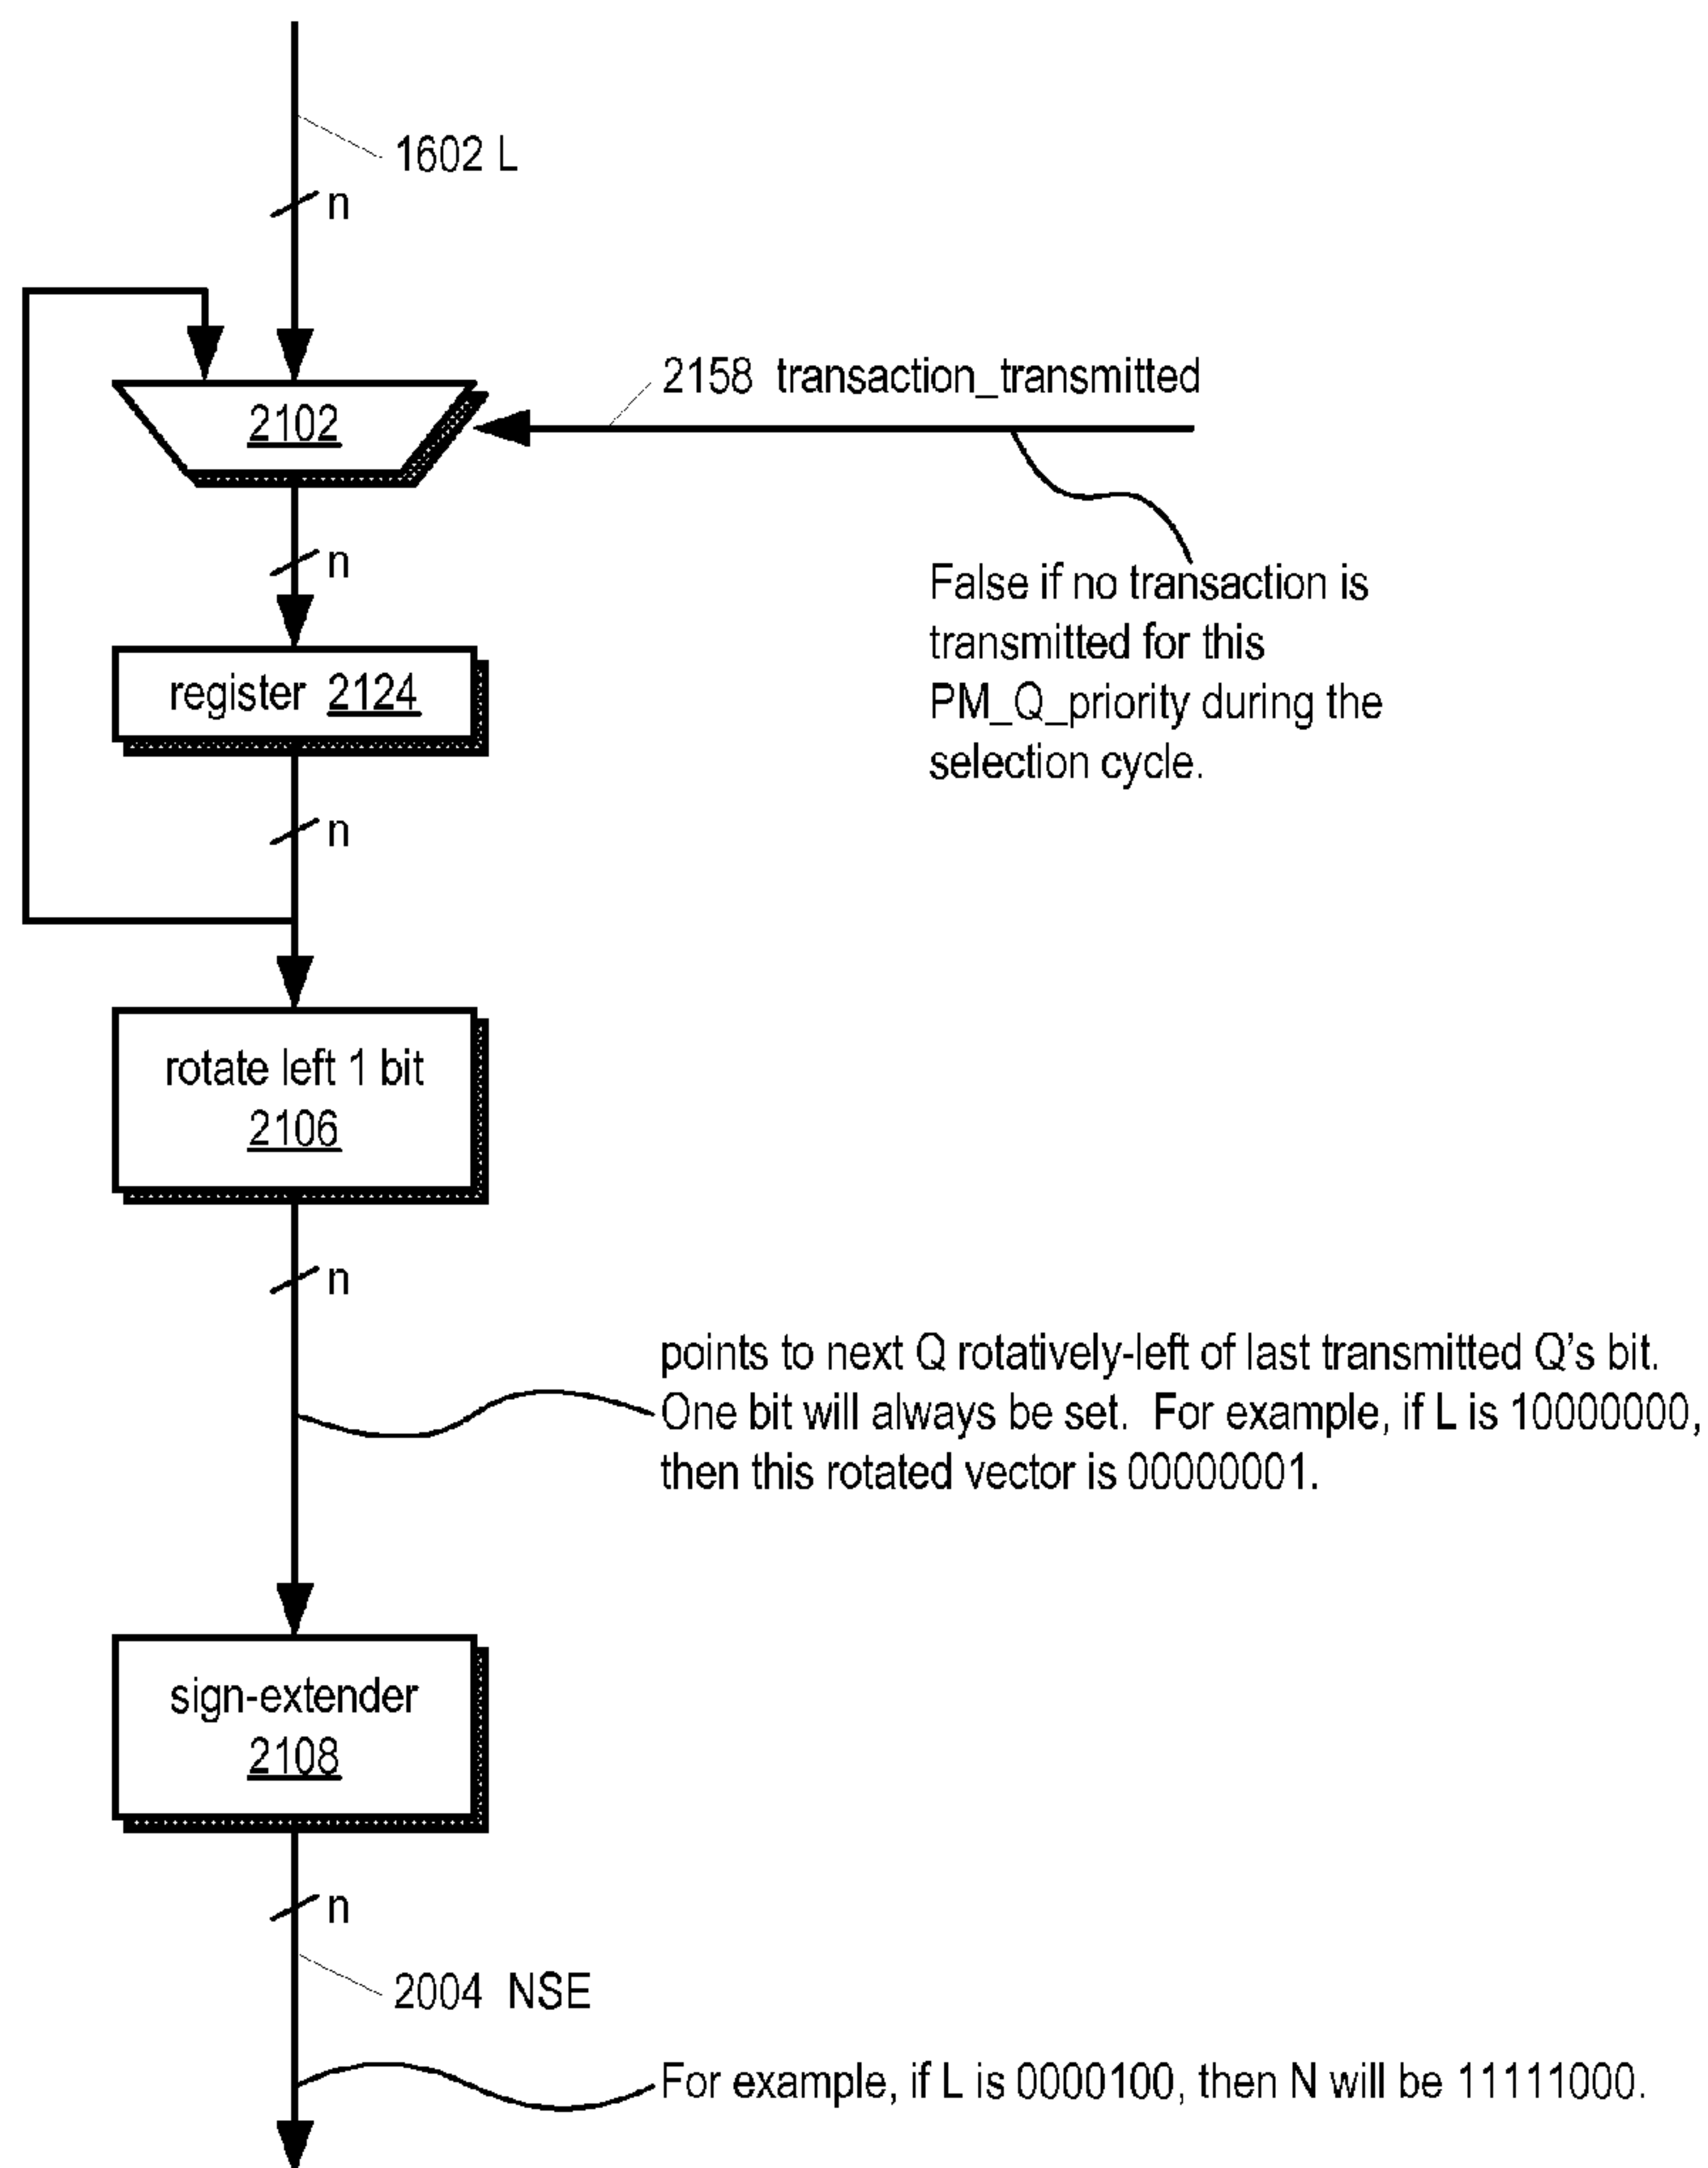 1602 L
n
2158 transaction_transmitted
2102
n
False if no transaction is
transmitted for this
PM_Q_priority during the
selection cycle.
register 2124
n
rotate left 1 bit
2106
n
points to next Q rotatively-left of last transmitted Q's bit.
One bit will always be set. For example, if L is 10000000,
then this rotated vector is 00000001.
sign-extender
2108
n
2004 NSE
For example, if L is 0000100, then N will be 11111000.